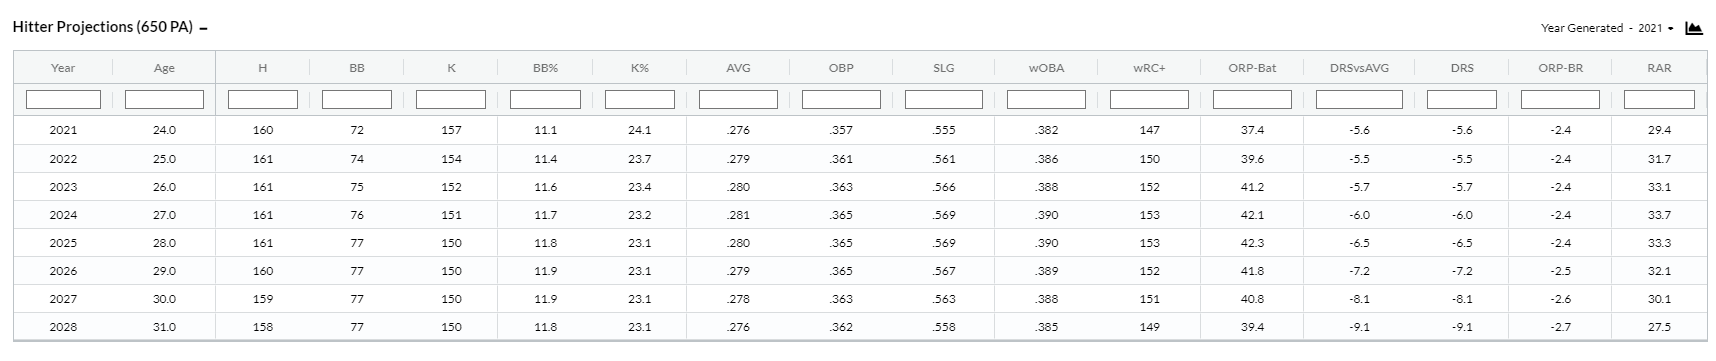 Hitter Projections (650 PA) –
Year Generated - 2021
Year Age H BB K BB% K% AVG OBP SLG wOBA wRC+ ORP-Bat DRSvsAVG DRS ORP-BR RAR
2021 24.0 160 72 157 11.1 24.1 .276 .357 .555 .382 147 37.4 -5.6 -5.6 -2.4 29.4
2022 25.0 161 74 154 11.4 23.7 .279 .361 .561 .386 150 39.6 -5.5 -5.5 -2.4 31.7
2023 26.0 161 75 152 11.6 23.4 .280 .363 .566 .388 152 41.2 -5.7 -5.7 -2.4 33.1
2024 27.0 161 76 151 11.7 23.2 .281 .365 .569 .390 153 42.1 -6.0 -6.0 -2.4 33.7
2025 28.0 161 77 150 11.8 23.1 .280 .365 .569 .390 153 42.3 -6.5 -6.5 -2.4 33.3
2026 29.0 160 77 150 11.9 23.1 .279 .365 .567 .389 152 41.8 -7.2 -7.2 -2.5 32.1
2027 30.0 159 77 150 11.9 23.1 .278 .363 .563 .388 151 40.8 -8.1 -8.1 -2.6 30.1
2028 31.0 158 77 150 11.8 23.1 .276 .362 .558 .385 149 39.4 -9.1 -9.1 -2.7 27.5